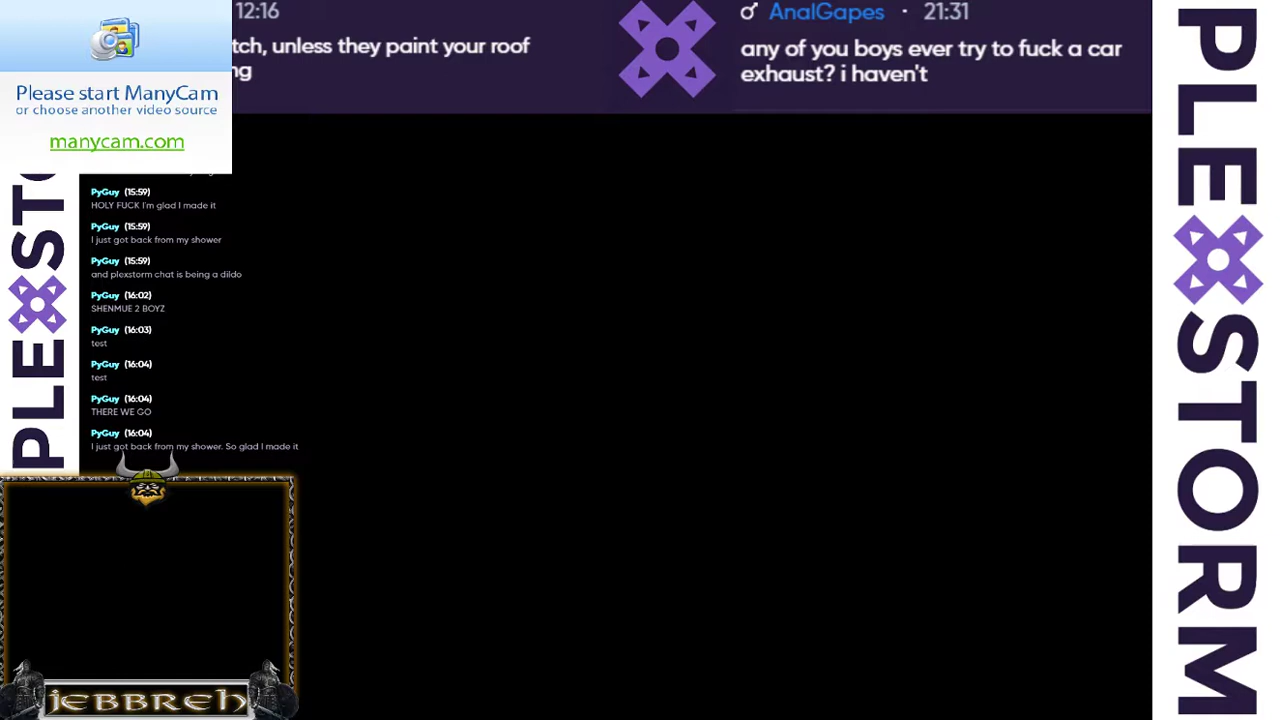 12:16
tch, unless they paint your roof
ng
AnalGapes · 21:31
any of you boys ever try to fuck a car
exhaust? i haven't
Please start ManyCam
or choose another video source
manycam.com
PyGuy (15:59)
HOLY FUCK I'm glad I made it
PyGuy (15:59)
I just got back from my shower
PyGuy (15:59)
and plexstorm chat is being a dildo
PyGuy (16:02)
SHENMUE 2 BOYZ
PyGuy (16:03)
test
PyGuy (16:04)
test
PyGuy (16:04)
THERE WE GO
PyGuy (16:04)
I just got back from my shower. So glad I made it
JEBBREH
PLEXSTO
PLEXSTORM